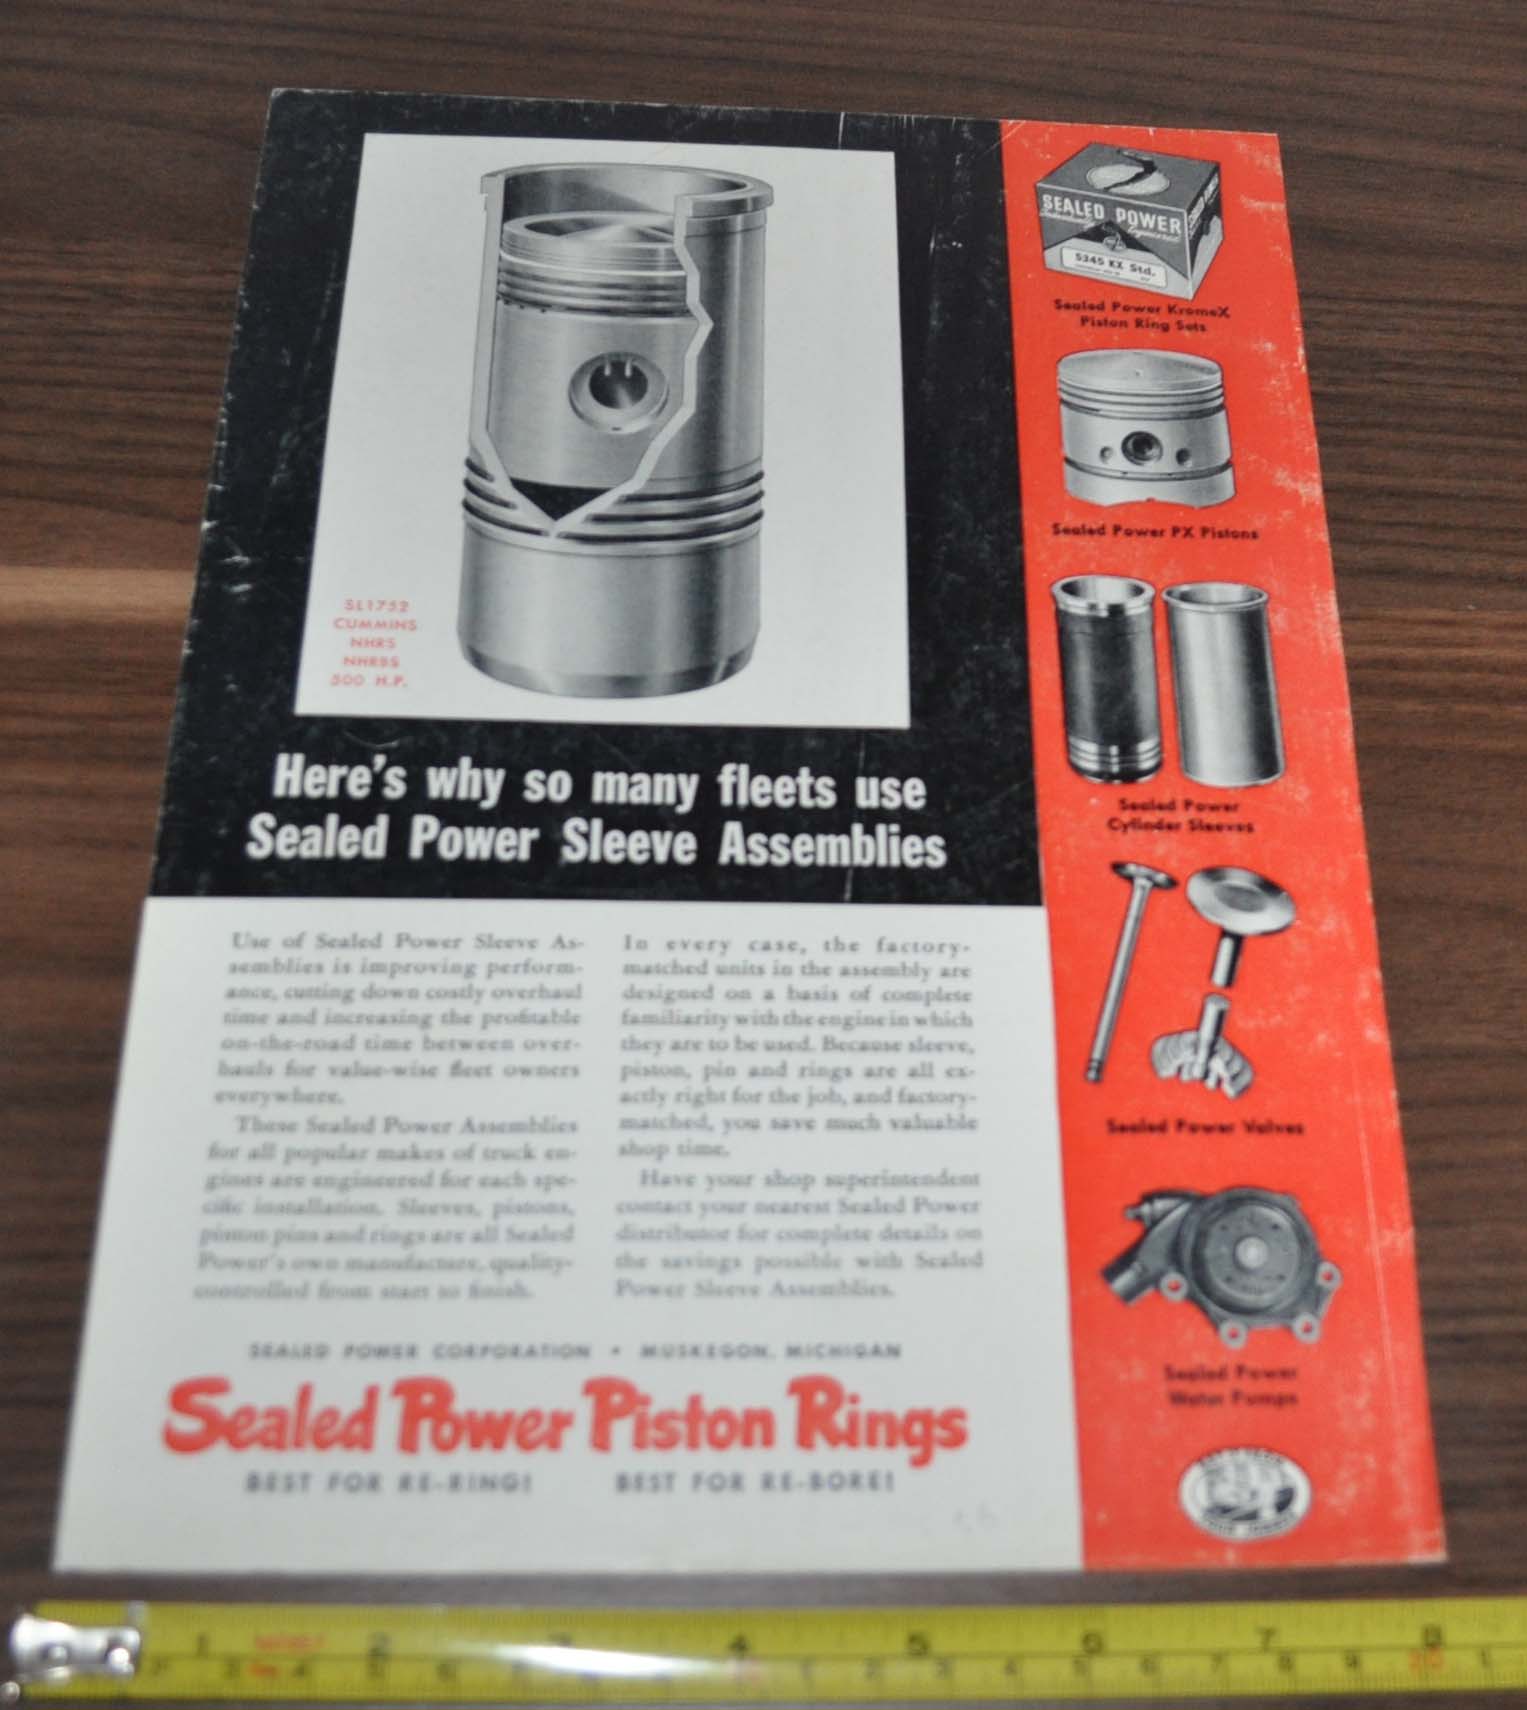 SEALED POWER
Individually Engineered
5345 KX Std.
Sealed Power KromeX
Piston Ring Sets
Sealed Power PX Pistons
Sealed Power
Cylinder Sleeves
Sealed Power Valves
Sealed Power
Water Pumps
SL1752
CUMMINS
NHRS
NHRBS
300 H.P.
Here's why so many fleets use
Sealed Power Sleeve Assemblies
Use of Sealed Power Sleeve As-
semblies is improving perform-
ance, cutting down costly overhaul
time and increasing the profitable
on-the-road time between over-
hauls for value-wise fleet owners
everywhere.
These Sealed Power Assemblies
for all popular makes of truck en-
gines are engineered for each spe-
cific installation. Sleeves, pistons,
piston pins and rings are all Sealed
Power's own manufacture, quality-
controlled from start to finish.
In every case, the factory-
matched units in the assembly are
designed on a basis of complete
familiarity with the engine in which
they are to be used. Because sleeve,
piston, pin and rings are all ex-
actly right for the job, and factory-
matched, you save much valuable
shop time.
Have your shop superintendent
contact your nearest Sealed Power
distributor for complete details on
the savings possible with Sealed
Power Sleeve Assemblies.
SEALED POWER CORPORATION • MUSKEGON, MICHIGAN
Sealed Power Piston Rings
BEST FOR RE-RING! BEST FOR RE-BORE!
1 2 3 4 5 6 7 8